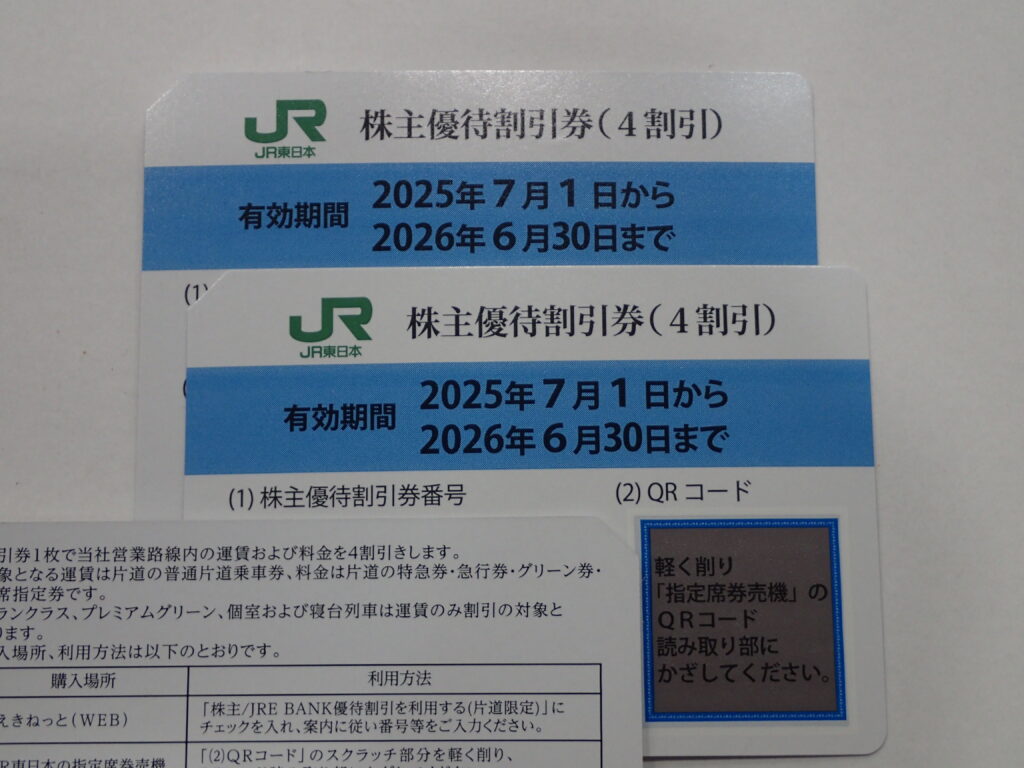 JR
JR東日本
株主優待割引券(4割引)
有効期間
2025年7月1日から
2026年6月30日まで
(1)
JR
JR東日本
株主優待割引券(4割引)
有効期間
2025年7月1日から
2026年6月30日まで
(1) 株主優待割引券番号
(2) QRコード
軽く削り
「指定席券売機」の
QRコード
読み取り部に
かざしてください。
引券1枚で当社営業路線内の運賃および料金を4割引きします。
象となる運賃は片道の普通片道乗車券、料金は片道の特急券・急行券・グリーン券・
席指定券です。
ランクラス、プレミアムグリーン、個室および寝台列車は運賃のみ割引の対象と
ります。
入場所、利用方法は以下のとおりです。
購入場所
利用方法
えきねっと(WEB)
「株主/JRE BANK優待割引を利用する(片道限定)」に
チェックを入れ、案内に従い番号等をご入力ください。
R東日本の指定席券売機
「(2)QRコード」のスクラッチ部分を軽く削り、